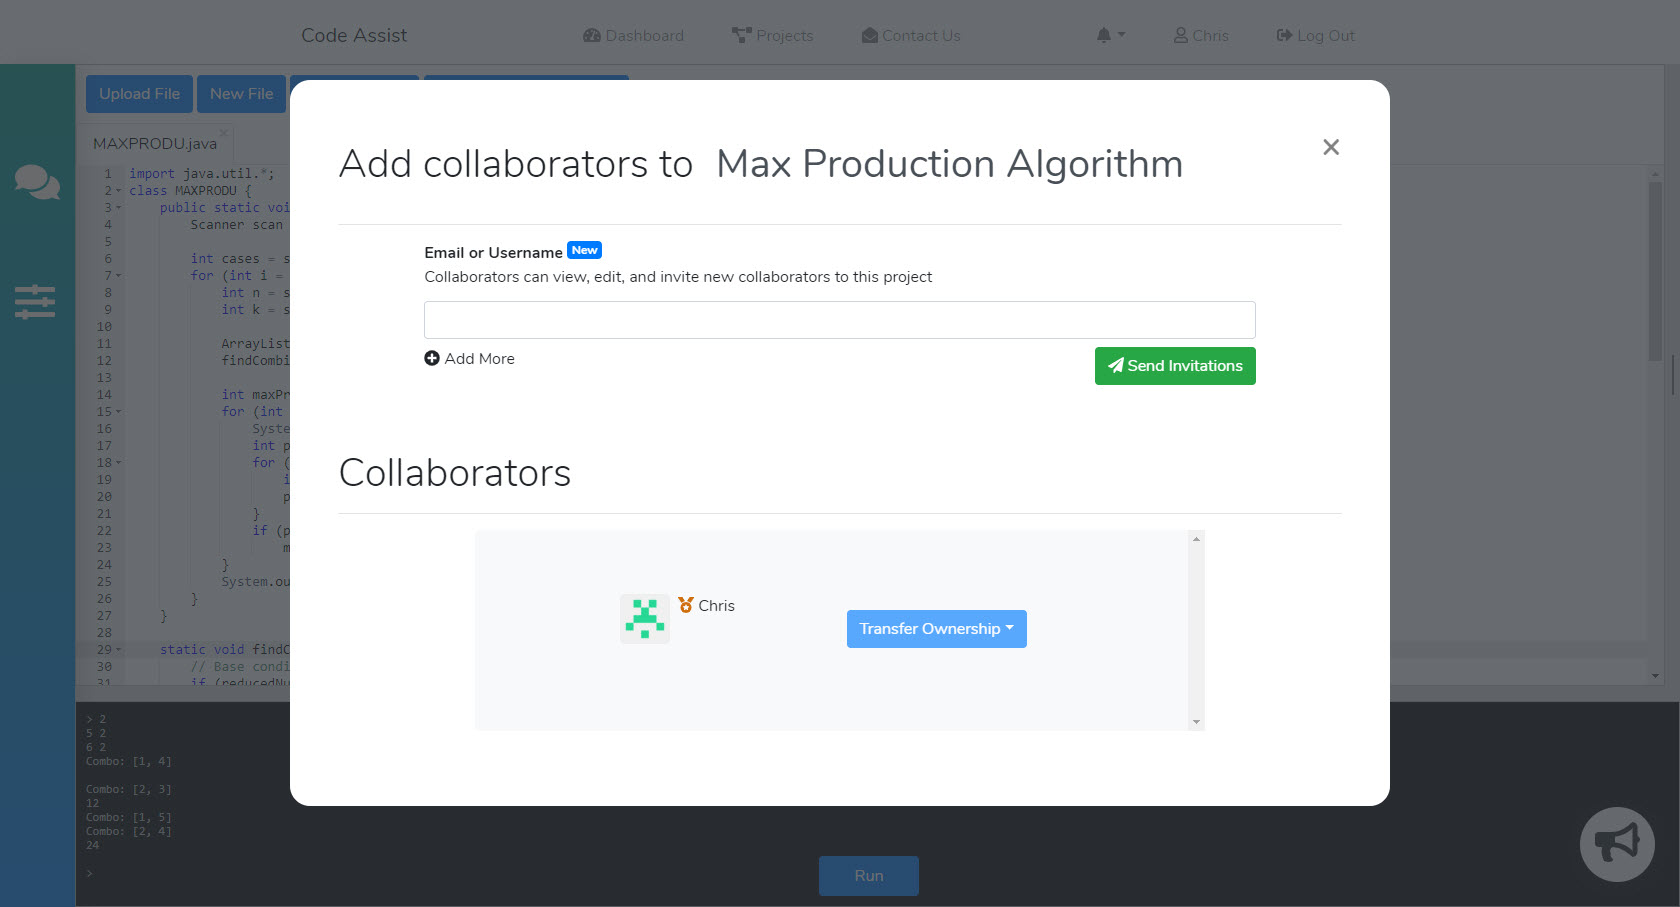 Code Assist
Dashboard
Projects
Contact Us
Chris
Log Out
Upload File
New File
MAXPRODU.java
1 import java.util.*;
2 class MAXPRODU {
3 public static voi
4 Scanner scan
5
6 int cases = s
7 for (int i =
8 int n = s
9 int k = s
10
11 ArrayList
12 findCombi
13
14 int maxPr
15 for (int
16 System
17 int p
18 for (
19 i
20 p
21 }
22 if (p
23 m
24 }
25 System.ou
26 }
27 }
28
29 static void findC
30 // Base condi
31 if (reducedNu
Add collaborators to Max Production Algorithm
Email or Username New
Collaborators can view, edit, and invite new collaborators to this project
Add More
Send Invitations
Collaborators
Chris
Transfer Ownership
> 2
5 2
6 2
Combo: [1, 4]
Combo: [2, 3]
12
Combo: [1, 5]
Combo: [2, 4]
24
>
Run